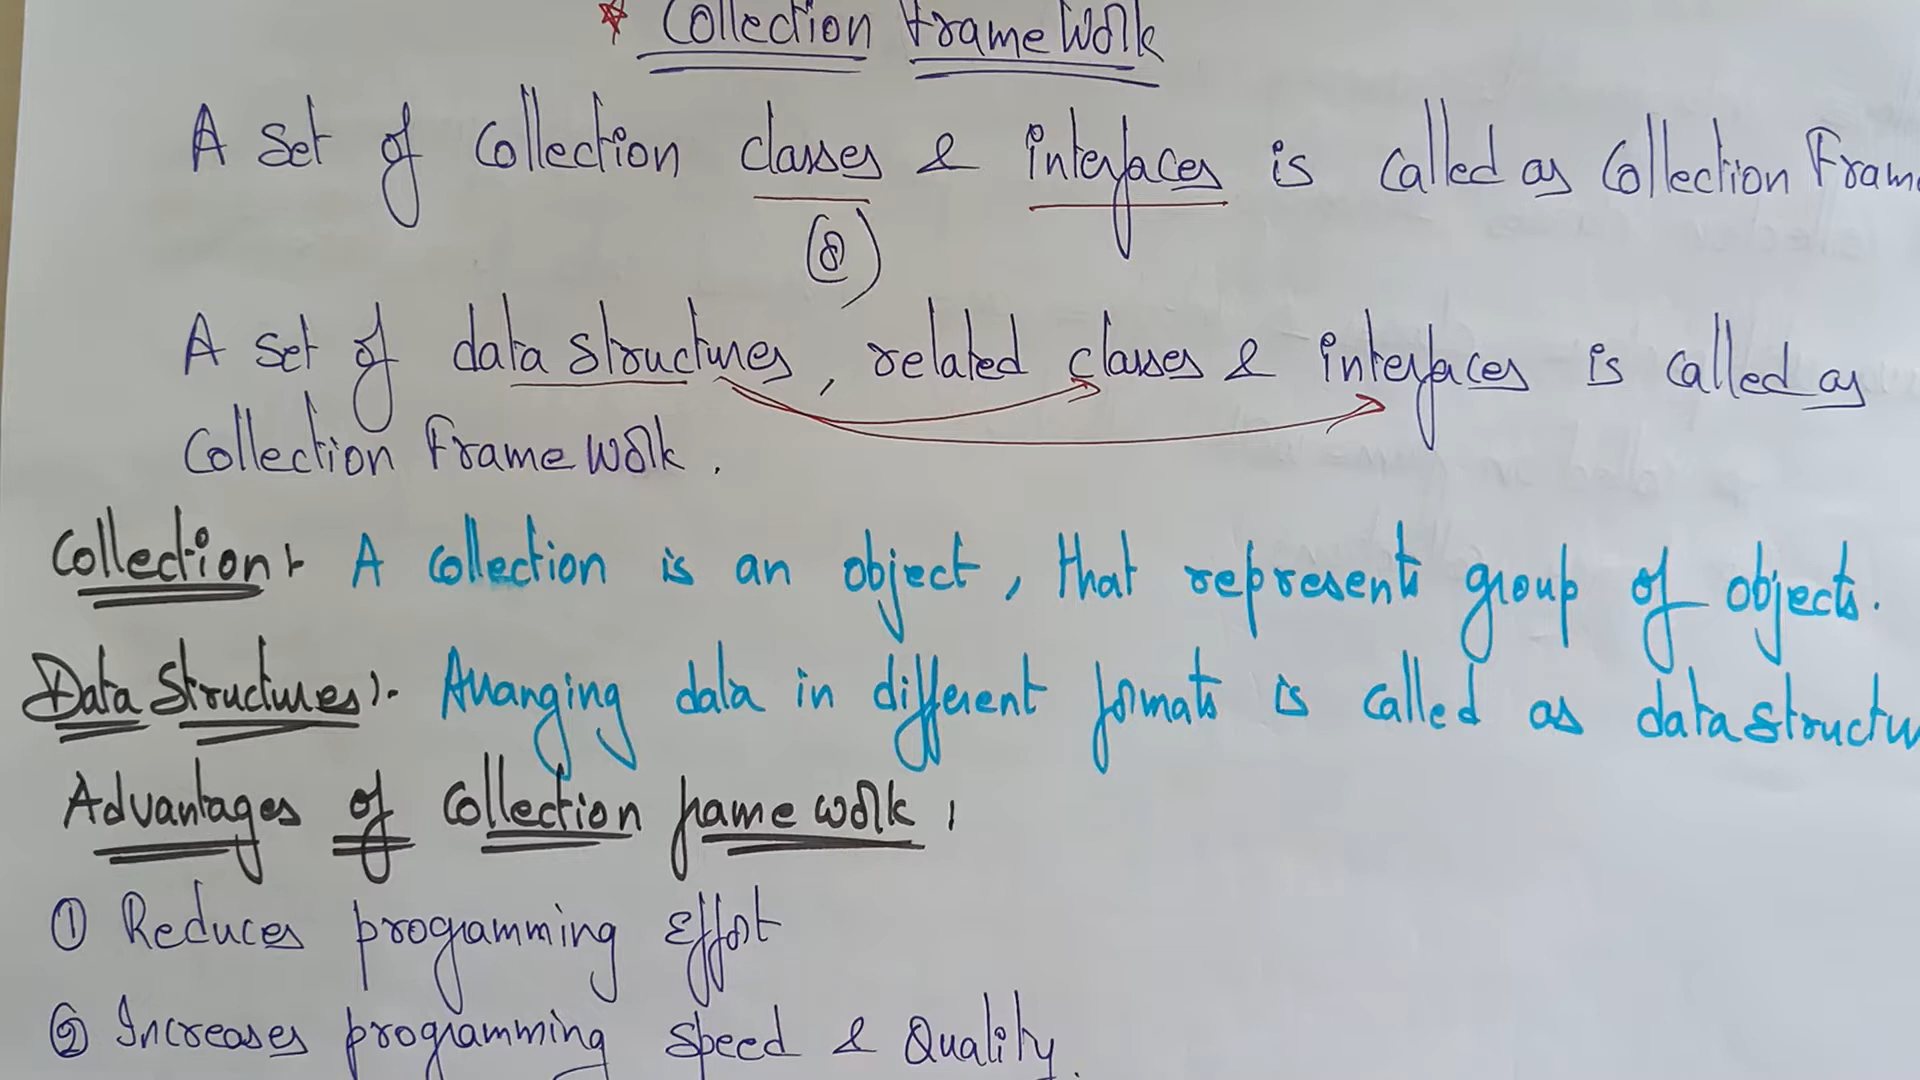 * Collection Frame Work
A set of collection classes & interfaces is called as Collection Frame
(or)
A set of data structures, related classes & interfaces is called as
Collection Frame Work.
Collection:- A collection is an object, that represents group of objects.
Data Structures:- Arranging data in different formats is called as data structu
Advantages of Collection frame work:
① Reduces programming Effort
② Increases programming speed & Quality.